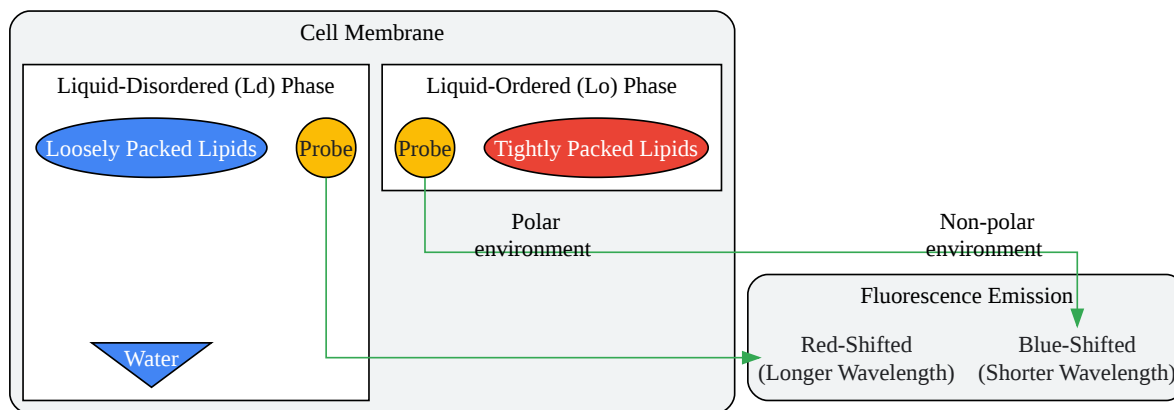 Cell Membrane
Liquid-Disordered (Ld) Phase
Liquid-Ordered (Lo) Phase
Loosely Packed Lipids
Probe
Probe
Tightly Packed Lipids
Polar
environment
Non-polar
environment
Fluorescence Emission
Water
Red-Shifted
(Longer Wavelength)
Blue-Shifted
(Shorter Wavelength)